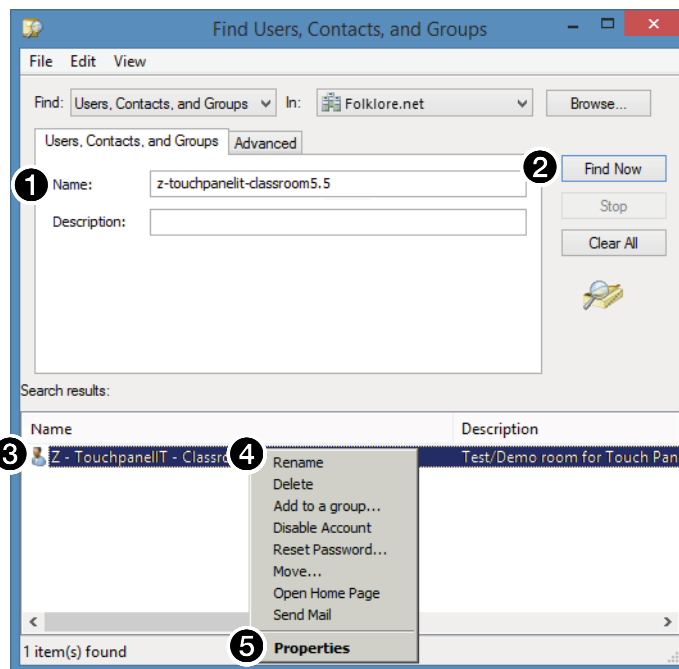 Find Users, Contacts, and Groups
File Edit View
Find: Users, Contacts, and Groups In: Folklore.net Browse...
Users, Contacts, and Groups Advanced
1 Name: z-touchpanelit-classroom5.5
2 Find Now
Stop
Description:
Clear All
Search results:
Name Description
3 Z - TouchpanelIT - Classro 4 Test/Demo room for Touch Pan
Rename
Delete
Add to a group...
Disable Account
Reset Password...
Move...
Open Home Page
Send Mail
5 Properties
1 item(s) found